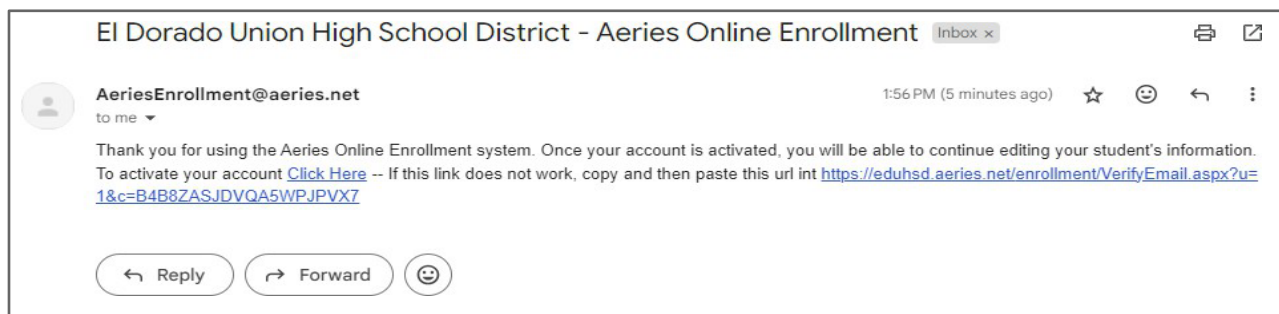 El Dorado Union High School District - Aeries Online Enrollment Inbox ×
AeriesEnrollment@aeries.net 1:56 PM (5 minutes ago)
to me
Thank you for using the Aeries Online Enrollment system. Once your account is activated, you will be able to continue editing your student's information.
To activate your account Click Here -- If this link does not work, copy and then paste this url int https://eduhsd.aeries.net/enrollment/VerifyEmail.aspx?u=
1&c=B4B8ZASJDVQA5WPJPVX7
Reply Forward